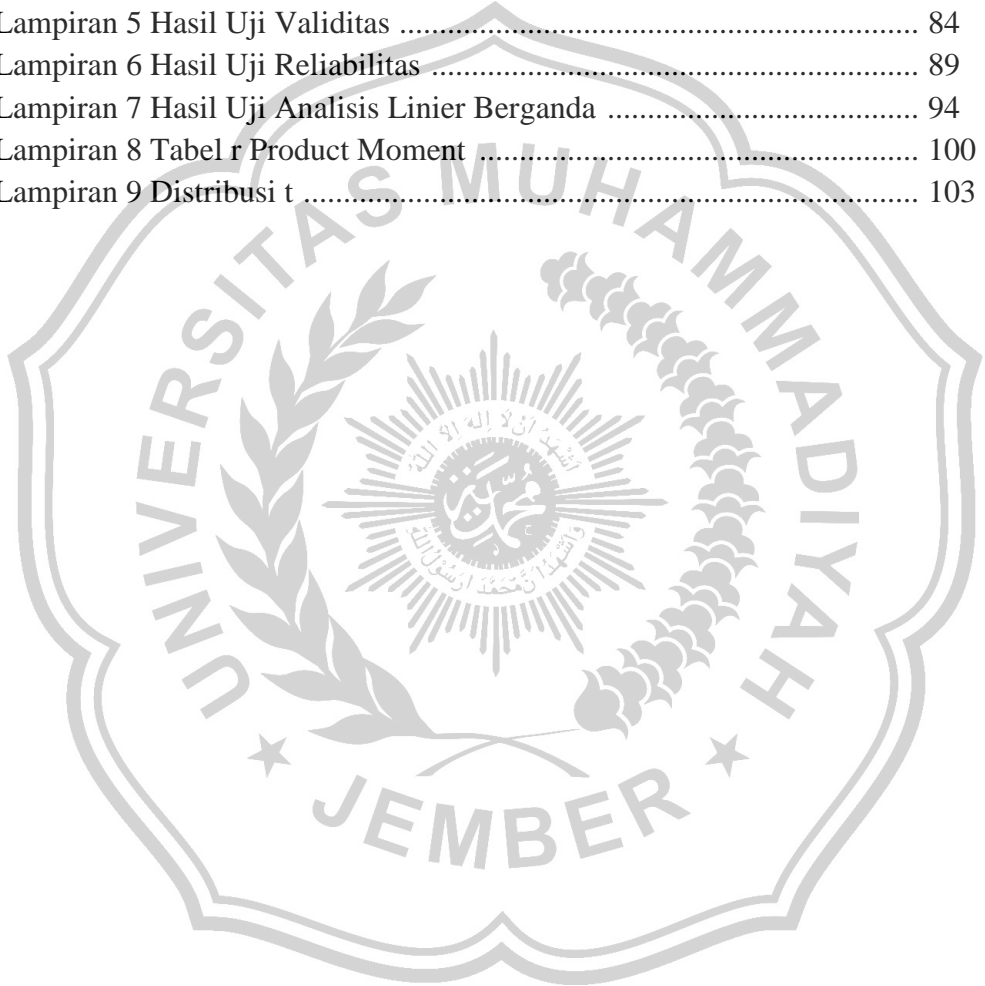 Lampiran 5 Hasil Uji Validitas .................................................................. 84
Lampiran 6 Hasil Uji Reliabilitas .............................................................. 89
Lampiran 7 Hasil Uji Analisis Linier Berganda ....................................... 94
Lampiran 8 Tabel r Product Moment ........................................................ 100
Lampiran 9 Distribusi t .............................................................................. 103
UNIVERSITAS MUHAMMADIYAH
JEMBER